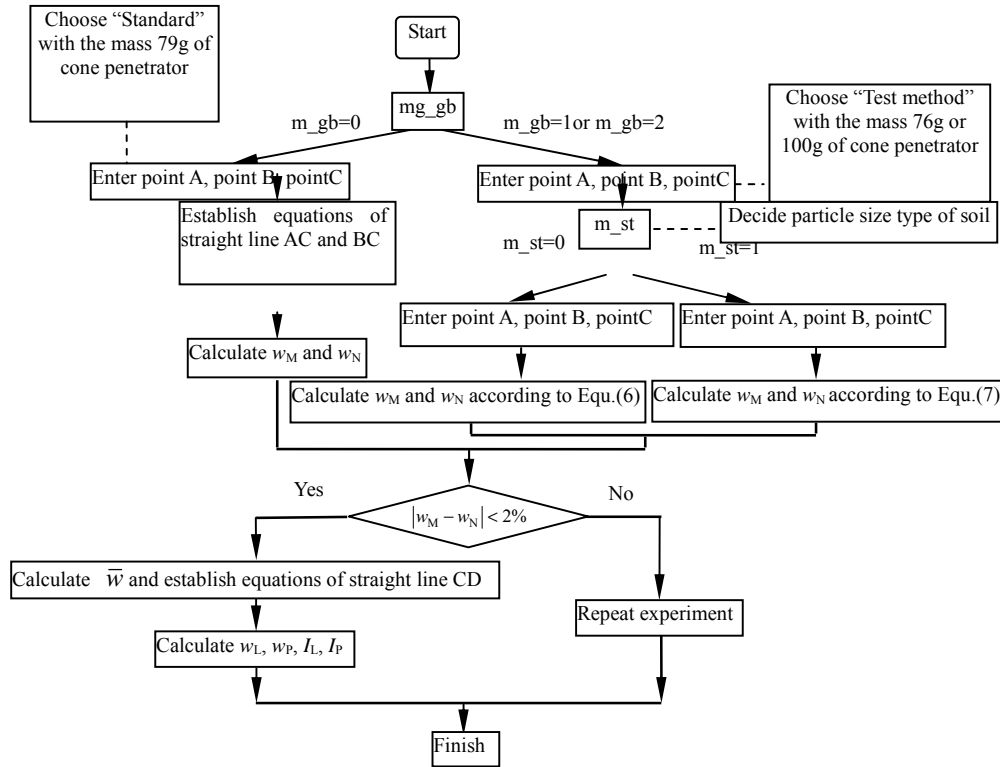 Choose “Standard”
with the mass 79g of
cone penetrator
Start
mg_gb
Choose “Test method”
with the mass 76g or
100g of cone penetrator
m_gb=0
m_gb=1or m_gb=2
Enter point A, point B, pointC
Enter point A, point B, pointC
Establish equations of
straight line AC and BC
m_st
Decide particle size type of soil
m_st=0
m_st=1
Enter point A, point B, pointC
Enter point A, point B, pointC
Calculate wM and wN
Calculate wM and wN according to Equ.(6)
Calculate wM and wN according to Equ.(7)
Yes
No
|wM − wN| < 2%
Calculate w̅ and establish equations of straight line CD
Repeat experiment
Calculate wL, wP, IL, IP
Finish